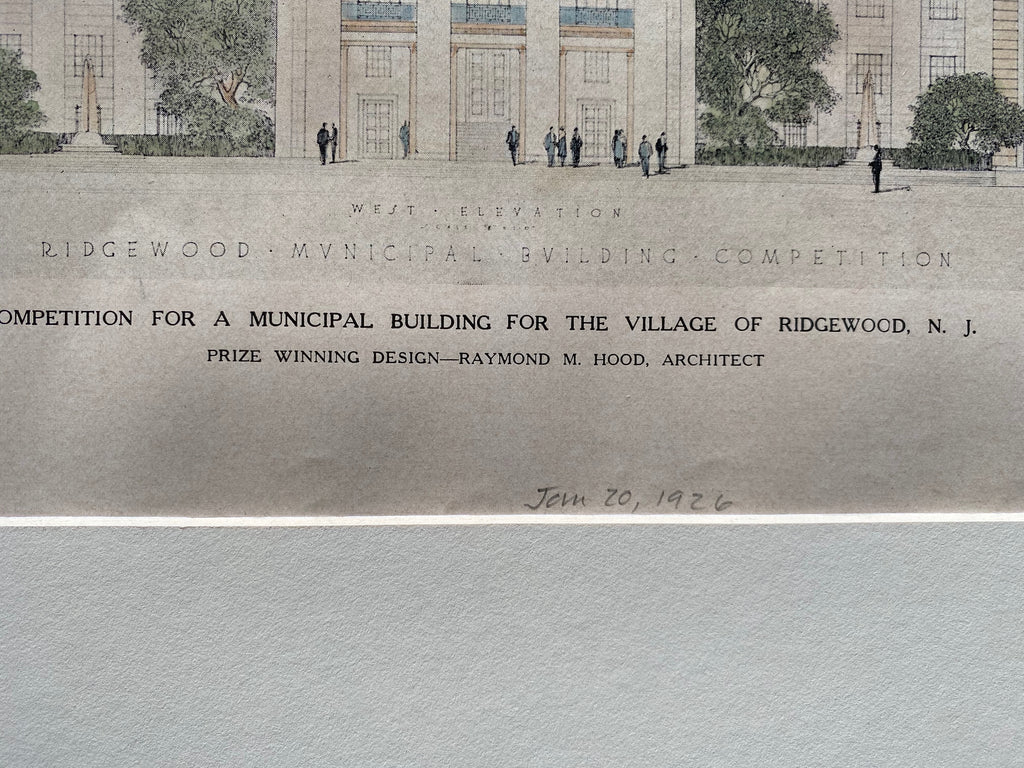 WEST · ELEVATION
RIDGEWOOD · MVNICIPAL · BVILDING · COMPETITION
OMPETITION FOR A MUNICIPAL BUILDING FOR THE VILLAGE OF RIDGEWOOD, N. J.
PRIZE WINNING DESIGN—RAYMOND M. HOOD, ARCHITECT
Jan 20, 1926